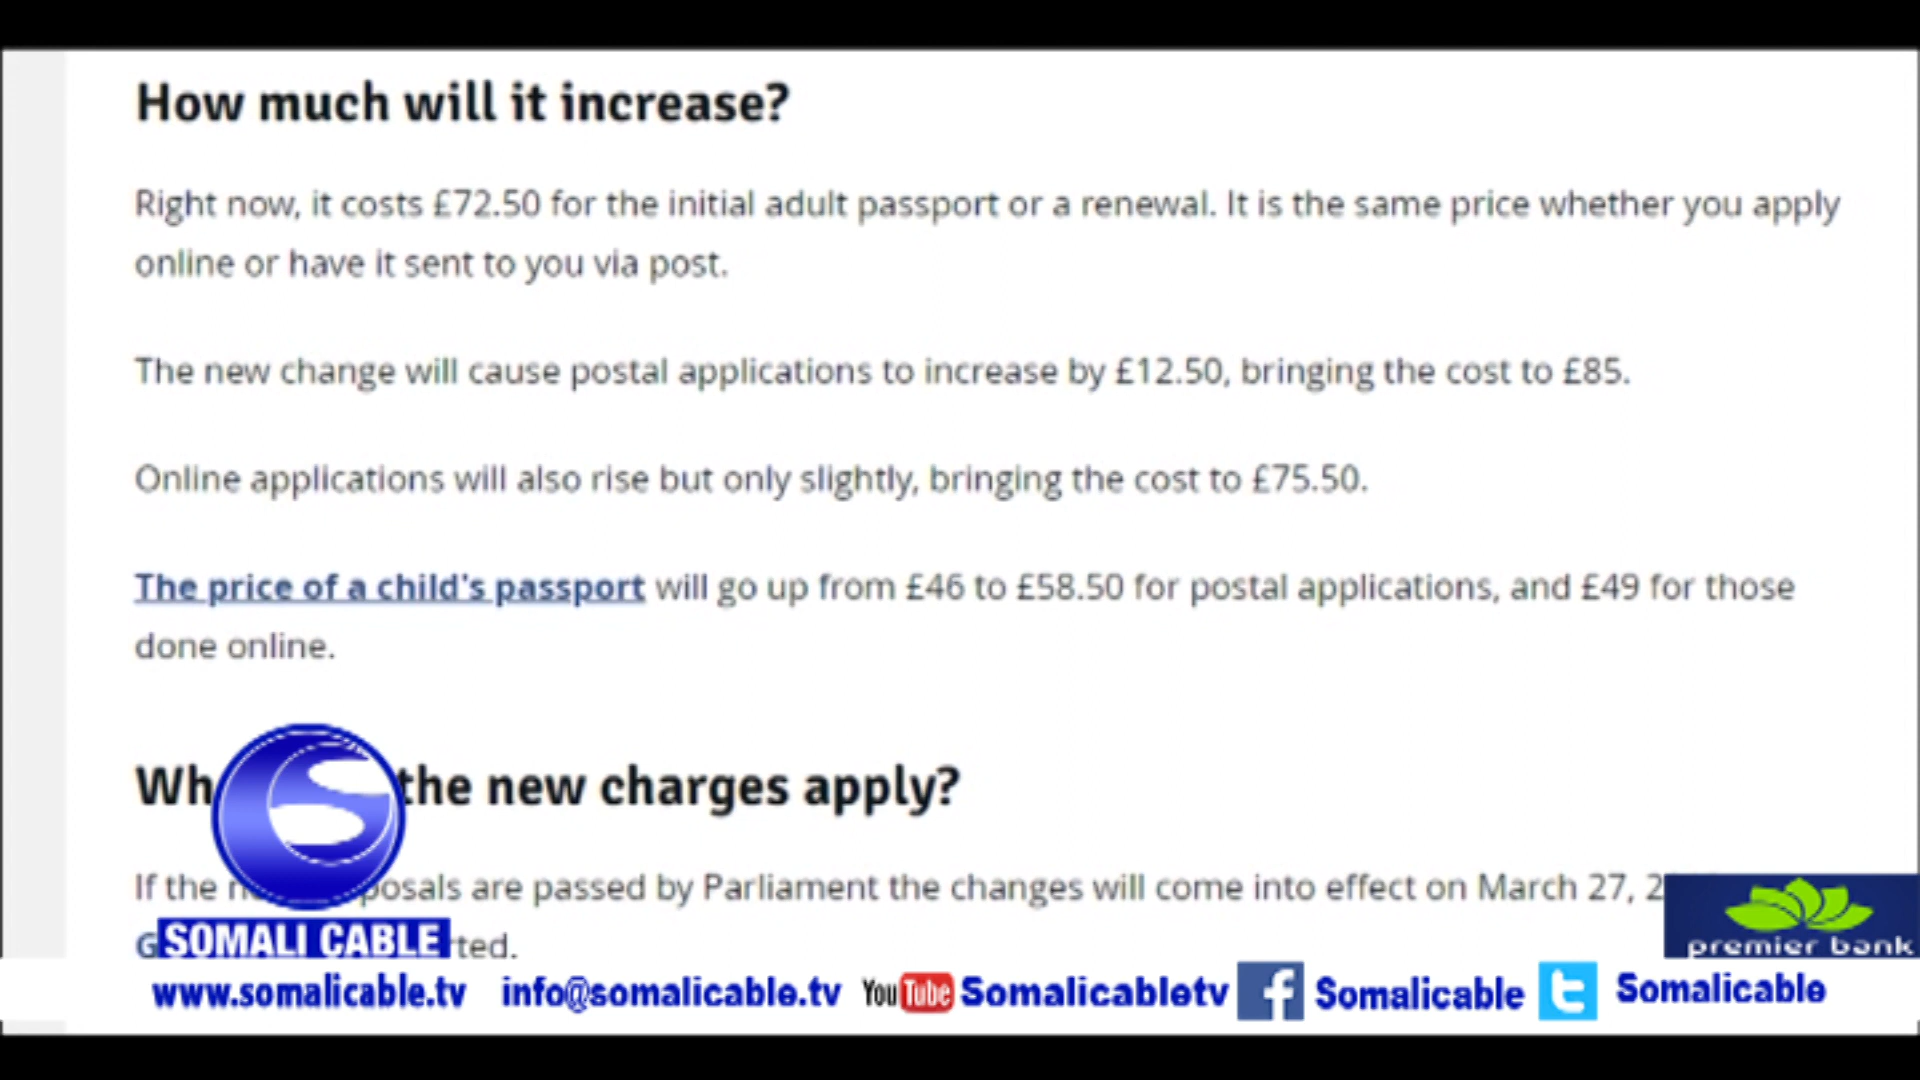 How much will it increase?
Right now, it costs £72.50 for the initial adult passport or a renewal. It is the same price whether you apply
online or have it sent to you via post.
The new change will cause postal applications to increase by £12.50, bringing the cost to £85.
Online applications will also rise but only slightly, bringing the cost to £75.50.
The price of a child's passport will go up from £46 to £58.50 for postal applications, and £49 for those
done online.
the new charges apply?
If the are passed by Parliament the changes will come into effect on March 27,
SOMALI CABLE
premier bank
www.somalicable.tv info@somalicable.tv YouTube Somalicabletv f Somalicable t Somalicable